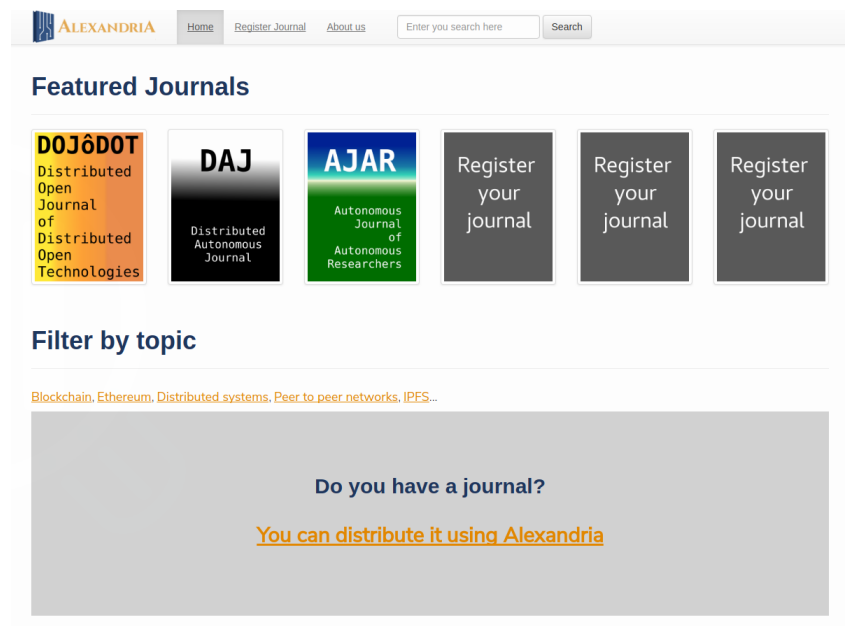 ALEXANDRIA Home Register Journal About us Enter you search here Search
Featured Journals
DOJôDOT
Distributed
Open
Journal
of
Distributed
Open
Technologies
DAJ
Distributed
Autonomous
Journal
AJAR
Autonomous
Journal
of
Autonomous
Researchers
Register
your
journal
Register
your
journal
Register
your
journal
Filter by topic
Blockchain, Ethereum, Distributed systems, Peer to peer networks, IPFS...
Do you have a journal?
You can distribute it using Alexandria